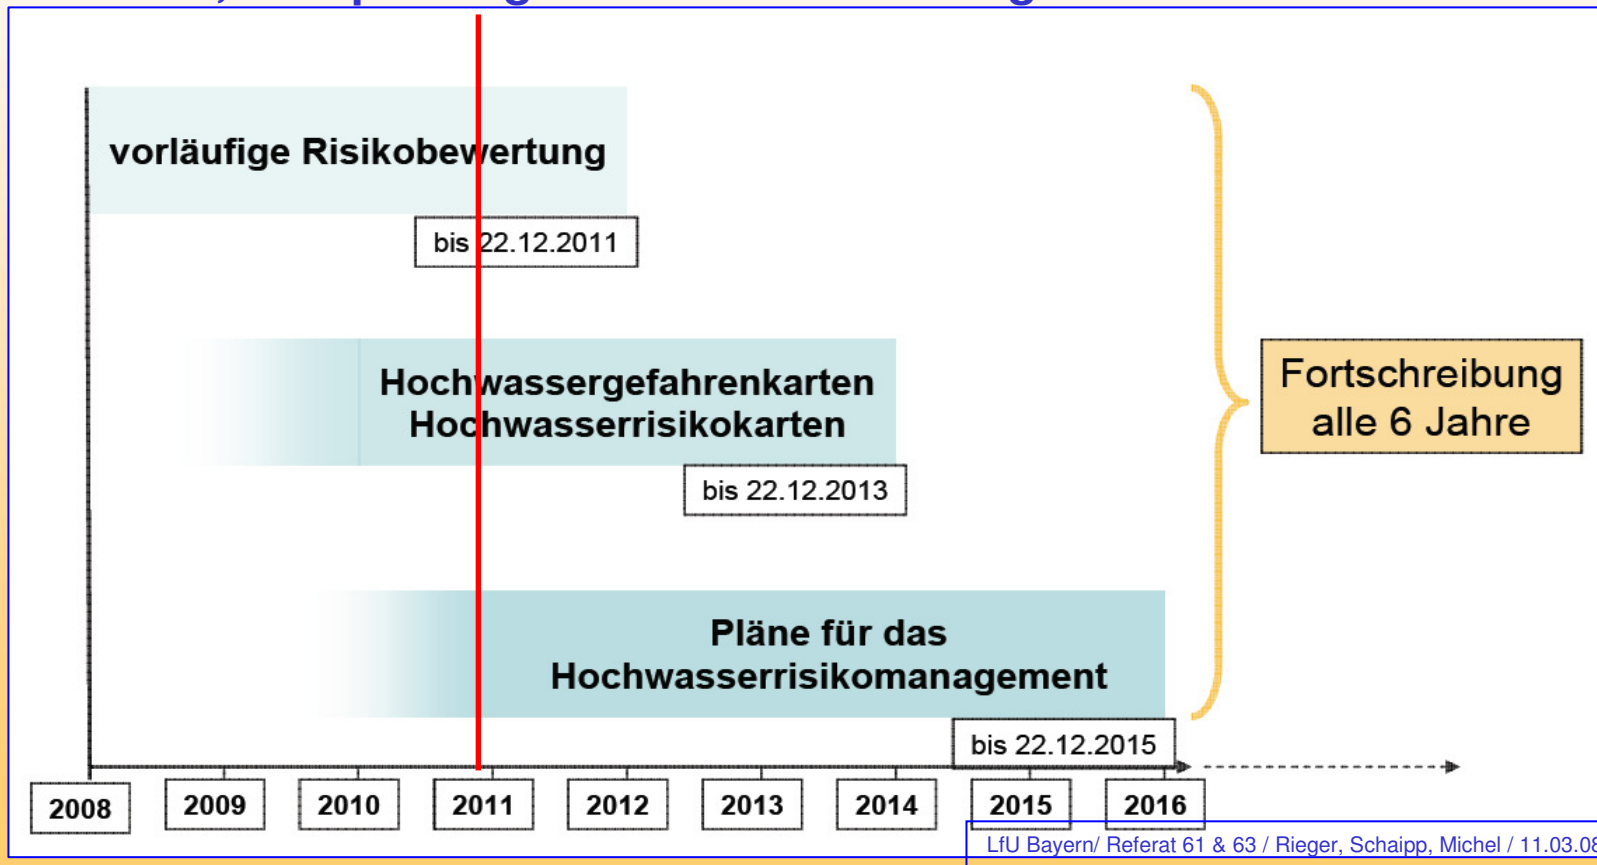 vorläufige Risikobewertung
bis 22.12.2011
Hochwassergefahrenkarten
Hochwasserrisikokarten
bis 22.12.2013
Fortschreibung
alle 6 Jahre
Pläne für das
Hochwasserrisikomanagement
bis 22.12.2015
2008 2009 2010 2011 2012 2013 2014 2015 2016
LfU Bayern/ Referat 61 & 63 / Rieger, Schaipp, Michel / 11.03.08